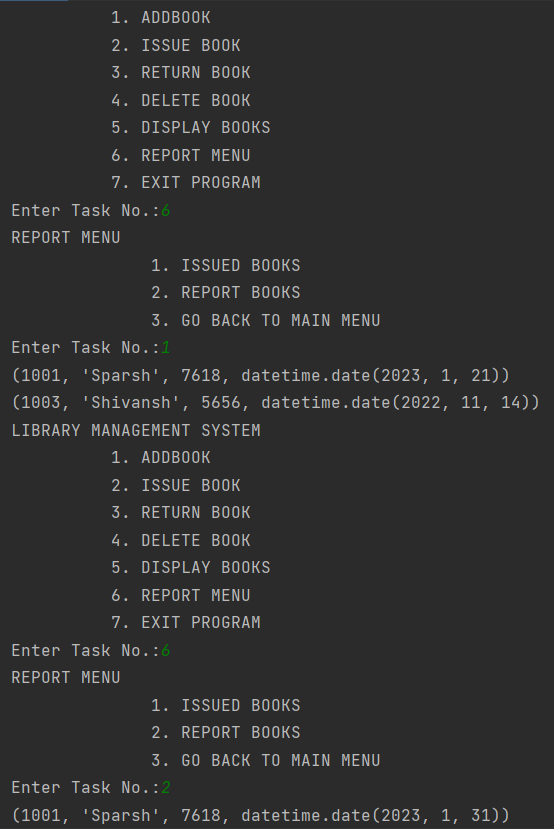 1. ADDBOOK
2. ISSUE BOOK
3. RETURN BOOK
4. DELETE BOOK
5. DISPLAY BOOKS
6. REPORT MENU
7. EXIT PROGRAM
Enter Task No.:6
REPORT MENU
1. ISSUED BOOKS
2. REPORT BOOKS
3. GO BACK TO MAIN MENU
Enter Task No.:1
(1001, 'Sparsh', 7618, datetime.date(2023, 1, 21))
(1003, 'Shivansh', 5656, datetime.date(2022, 11, 14))
LIBRARY MANAGEMENT SYSTEM
1. ADDBOOK
2. ISSUE BOOK
3. RETURN BOOK
4. DELETE BOOK
5. DISPLAY BOOKS
6. REPORT MENU
7. EXIT PROGRAM
Enter Task No.:6
REPORT MENU
1. ISSUED BOOKS
2. REPORT BOOKS
3. GO BACK TO MAIN MENU
Enter Task No.:2
(1001, 'Sparsh', 7618, datetime.date(2023, 1, 31))